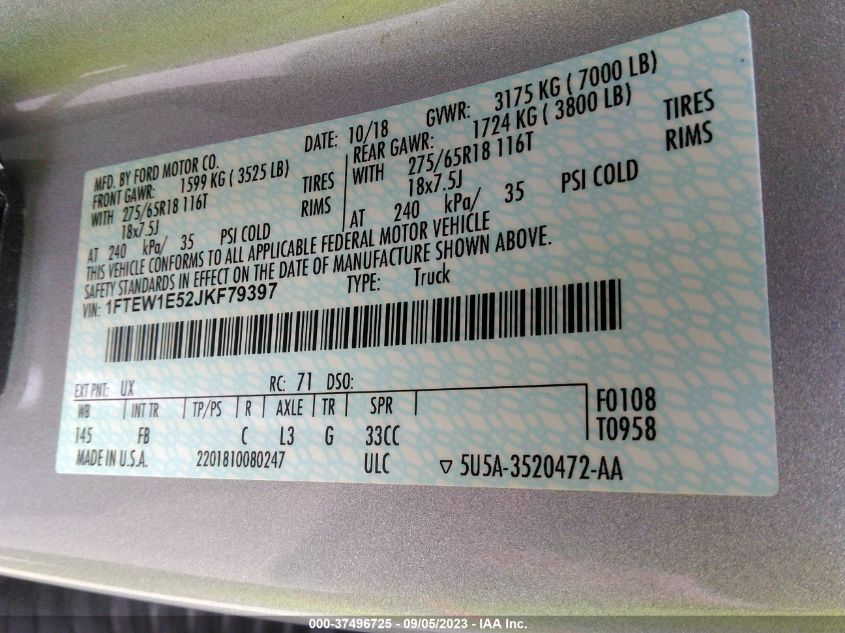 MFD. BY FORD MOTOR CO.
DATE: 10/18
GVWR: 3175 KG ( 7000 LB)
FRONT GAWR: 1599 KG ( 3525 LB)
REAR GAWR: 1724 KG ( 3800 LB)
WITH 275/65R18 116T TIRES
WITH 275/65R18 116T TIRES
18x7.5J RIMS
18x7.5J RIMS
AT 240 kPa/ 35 PSI COLD
AT 240 kPa/ 35 PSI COLD
THIS VEHICLE CONFORMS TO ALL APPLICABLE FEDERAL MOTOR VEHICLE
SAFETY STANDARDS IN EFFECT ON THE DATE OF MANUFACTURE SHOWN ABOVE.
VIN: 1FTEW1E52JKF79397 TYPE: Truck
EXT PNT: UX RC: 71 DSO:
WB INT TR TP/PS R AXLE TR SPR F0108
145 FB C L3 G 33CC T0958
MADE IN U.S.A. 2201810080247 ULC ▽ 5U5A-3520472-AA
000-37496725 - 09/05/2023 - IAA Inc.